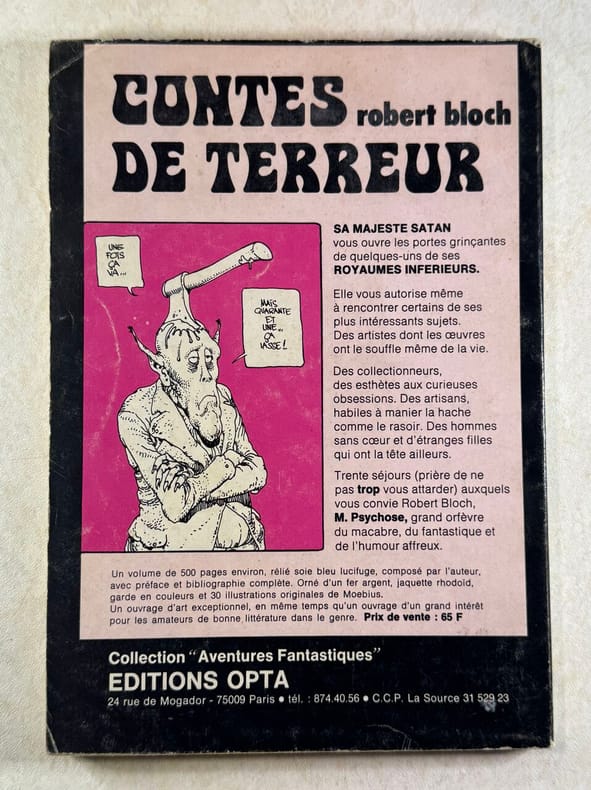 CONTES robert bloch
DE TERREUR
UNE
FOIS
ÇA
VA...
MAIS
QUARANTE
ET
UNE...
ÇA
LASSE!
SA MAJESTE SATAN
vous ouvre les portes grinçantes
de quelques-uns de ses
ROYAUMES INFERIEURS.
Elle vous autorise même
à rencontrer certains de ses
plus intéressants sujets.
Des artistes dont les œuvres
ont le souffle même de la vie.
Des collectionneurs,
des esthètes aux curieuses
obsessions. Des artisans,
habiles à manier la hache
comme le rasoir. Des hommes
sans cœur et d'étranges filles
qui ont la tête ailleurs.
Trente séjours (prière de ne
pas trop vous attarder) auxquels
vous convie Robert Bloch,
M. Psychose, grand orfèvre
du macabre, du fantastique et
de l'humour affreux.
Un volume de 500 pages environ, rélié soie bleu lucifuge, composé par l'auteur,
avec préface et bibliographie complète. Orné d'un fer argent, jaquette rhodoïd,
garde en couleurs et 30 illustrations originales de Moebius.
Un ouvrage d'art exceptionnel, en même temps qu'un ouvrage d'un grand intérêt
pour les amateurs de bonne littérature dans le genre. Prix de vente : 65 F
Collection "Aventures Fantastiques"
EDITIONS OPTA
24 rue de Mogador - 75009 Paris • tél. : 874.40.56 • C.C.P. La Source 31 529 23